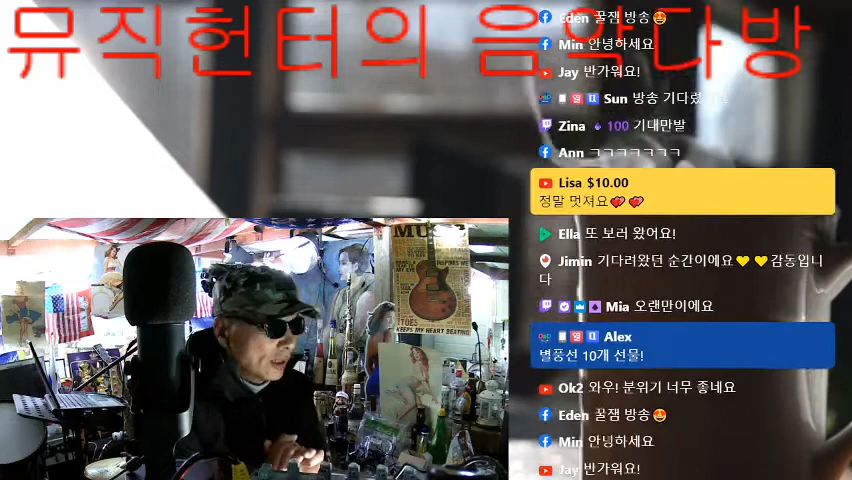 뮤직헌터의 음악다방
Eden 꿀잼 방송🤩
Min 안녕하세요
Jay 반가워요!
Sun 방송 기다렸
Zina 100 기대만발
Ann ㅋㅋㅋㅋㅋㅋㅋ
Lisa $10.00
정말 멋져요💕💕
Ella 또 보러 왔어요!
Jimin 기다려왔던 순간이에요💛💛감동입니
다
Mia 오랜만이에요
Alex
별풍선 10개 선물!
Ok2 와우! 분위기 너무 좋네요
Eden 꿀잼 방송🤩
Min 안녕하세요
Jay 반가워요!
KEEPS MY HEART BEATING